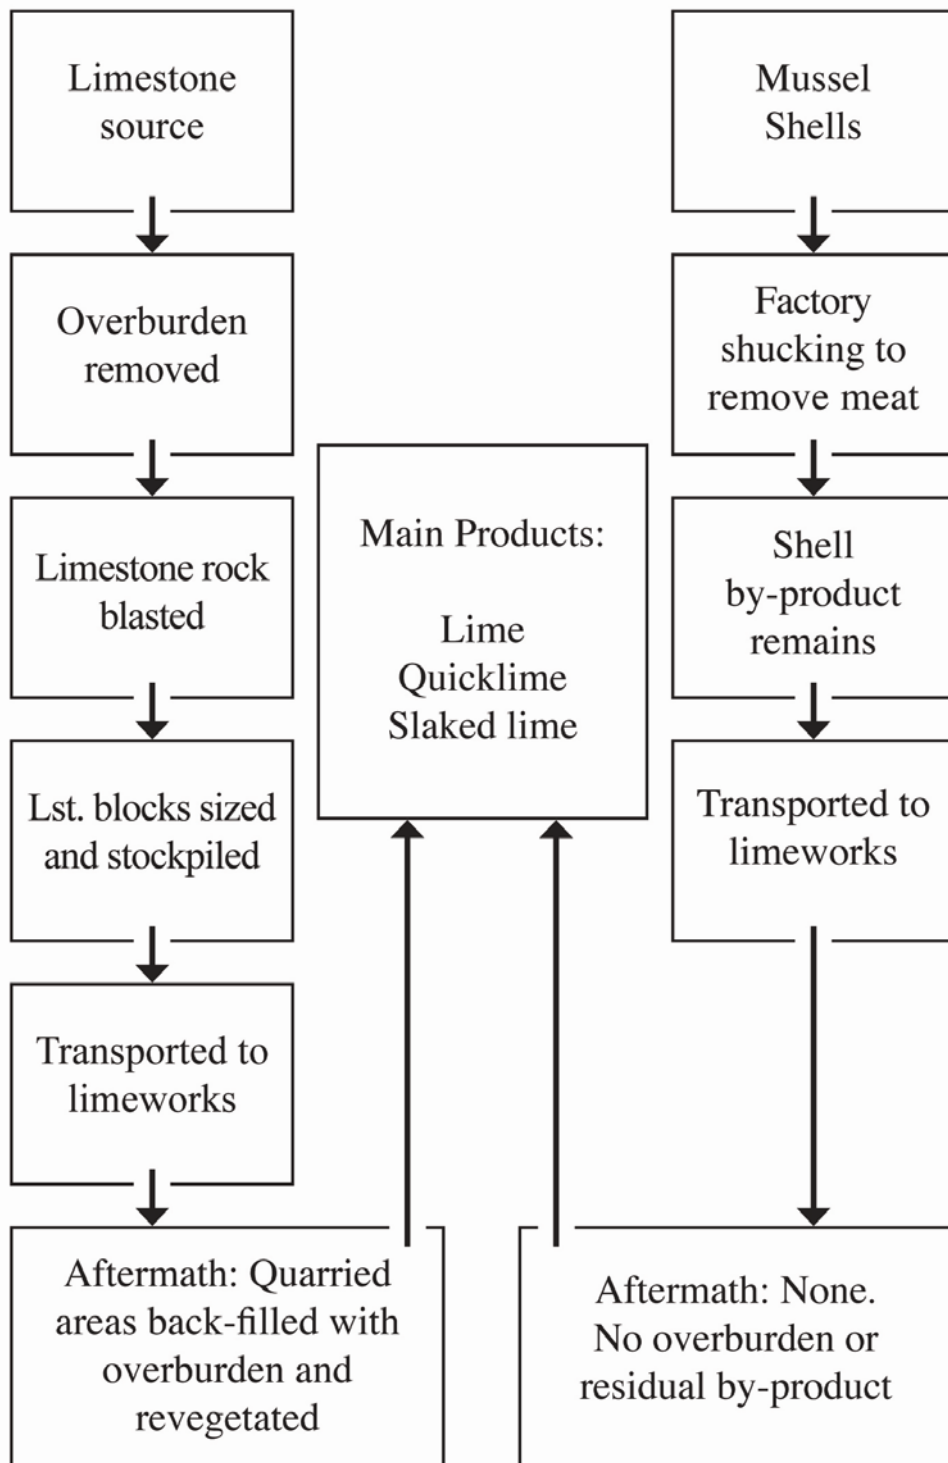 Limestone
source
Overburden
removed
Limestone rock
blasted
Lst. blocks sized
and stockpiled
Transported to
limeworks
Aftermath: Quarried
areas back-filled with
overburden and
revegetated
Main Products:
Lime
Quicklime
Slaked lime
Mussel
Shells
Factory
shucking to
remove meat
Shell
by-product
remains
Transported to
limeworks
Aftermath: None.
No overburden or
residual by-product